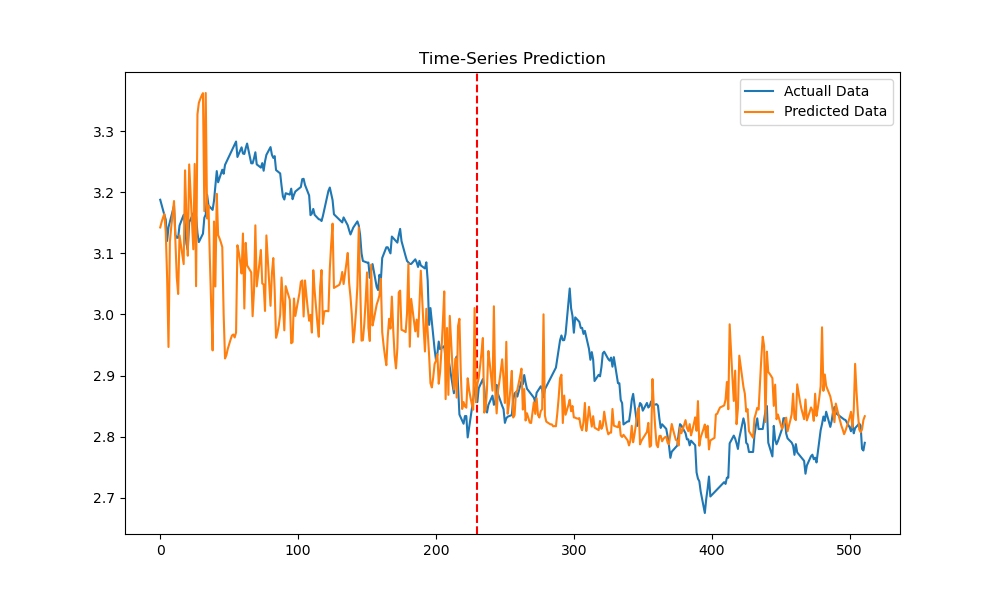 Time-Series Prediction
Actuall Data
Predicted Data
3.3
3.2
3.1
3.0
2.9
2.8
2.7
0 100 200 300 400 500